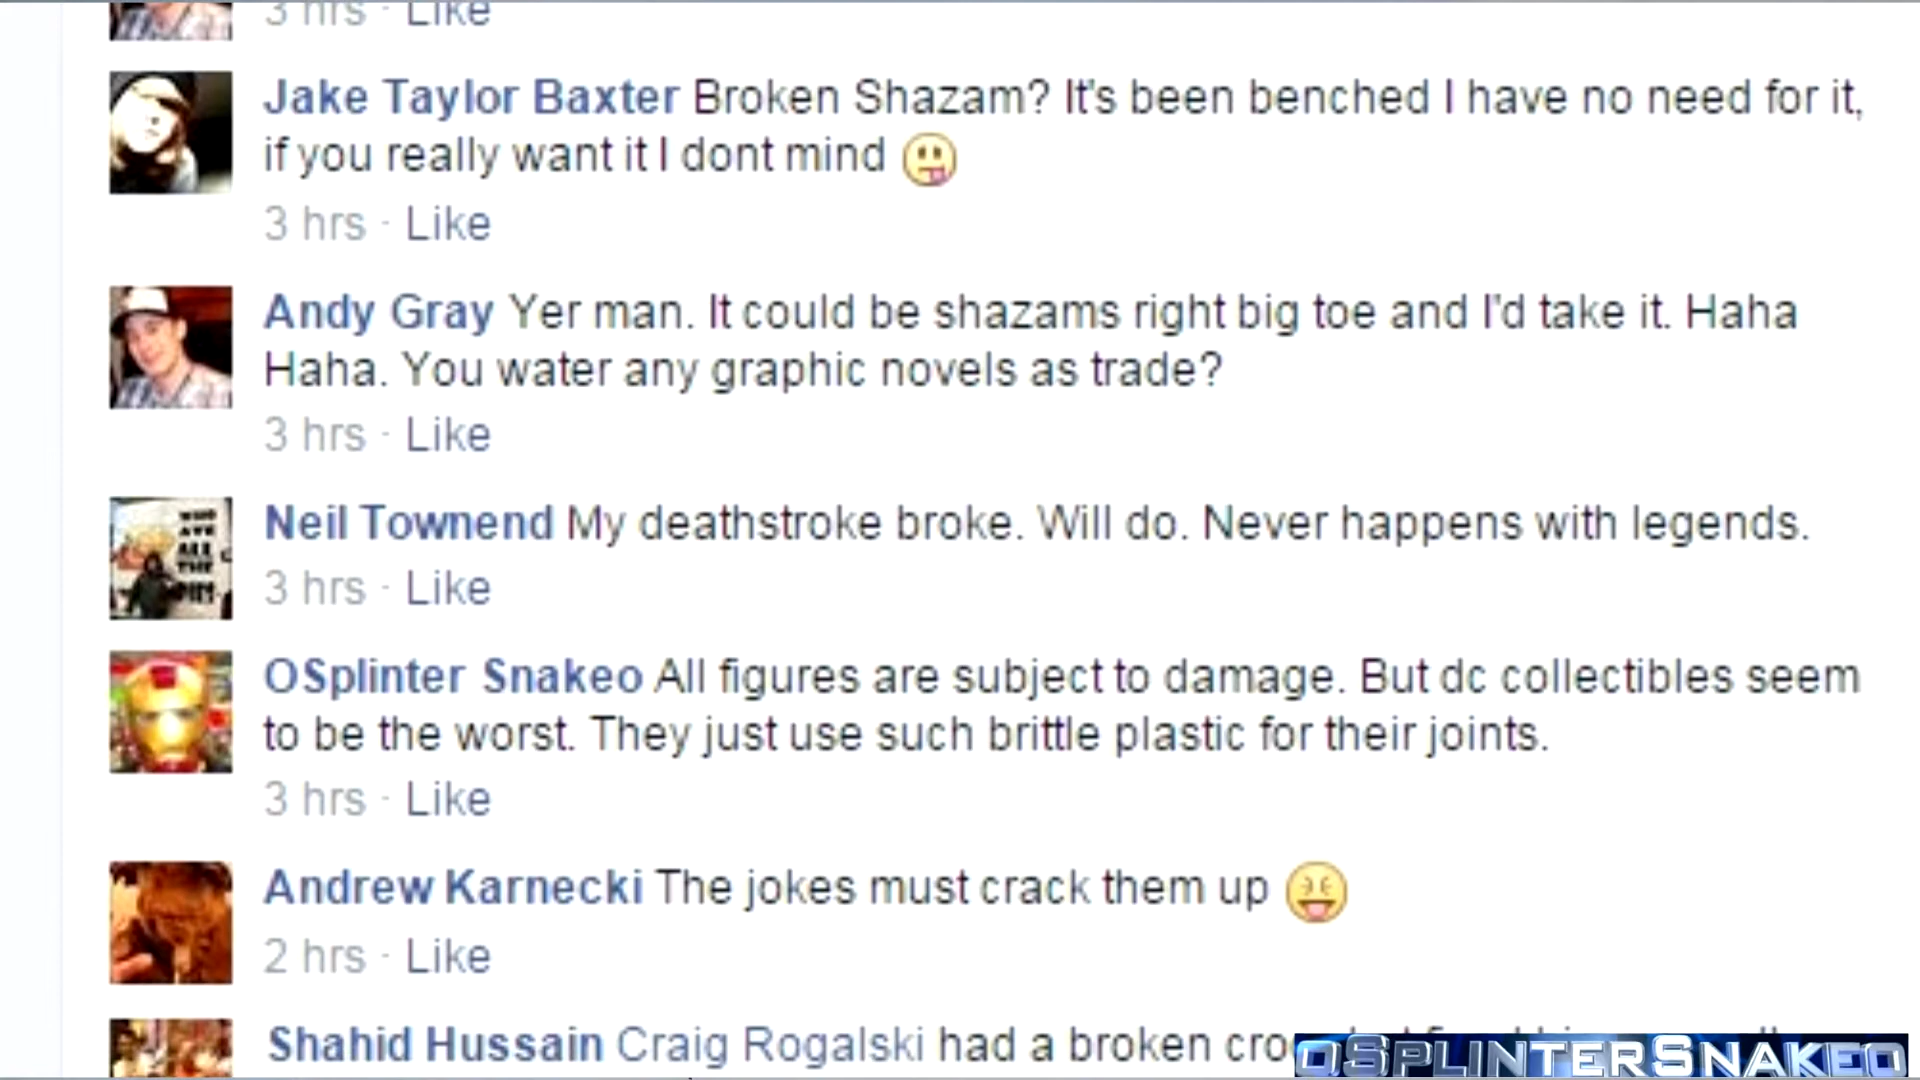 3 hrs · Like
Jake Taylor Baxter Broken Shazam? It's been benched I have no need for it,
if you really want it I dont mind
3 hrs · Like
Andy Gray Yer man. It could be shazams right big toe and I'd take it. Haha
Haha. You water any graphic novels as trade?
3 hrs · Like
Neil Townend My deathstroke broke. Will do. Never happens with legends.
3 hrs · Like
OSplinter Snakeo All figures are subject to damage. But dc collectibles seem
to be the worst. They just use such brittle plastic for their joints.
3 hrs · Like
Andrew Karnecki The jokes must crack them up
2 hrs · Like
Shahid Hussain Craig Rogalski had a broken
OSPLINTERSNAKEO